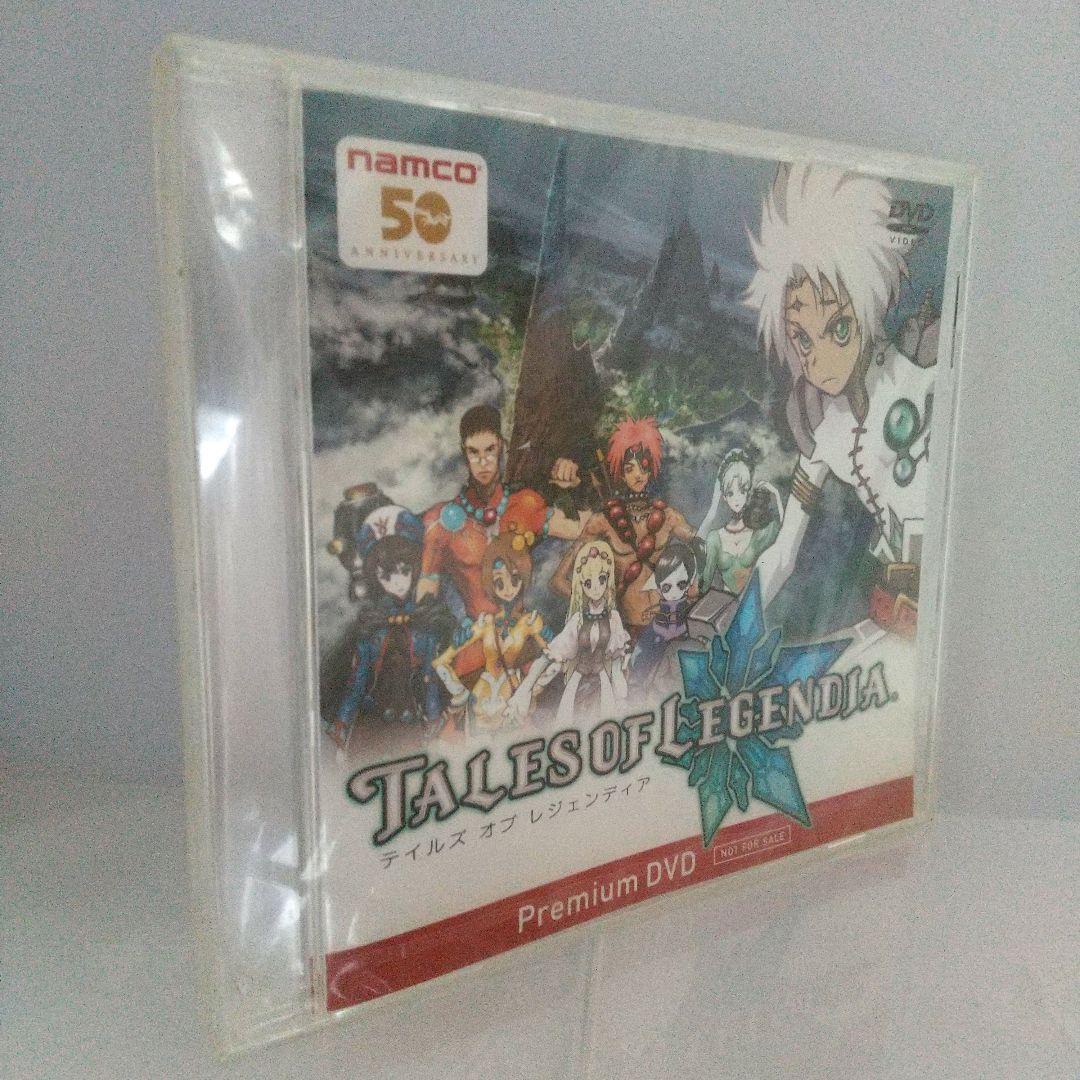 namco
50
ANNIVERSARY
DVD
VIDEO
TALES OF LEGENDIA
テイルズ オブ レジェンディア
Premium DVD
NOT FOR SALE